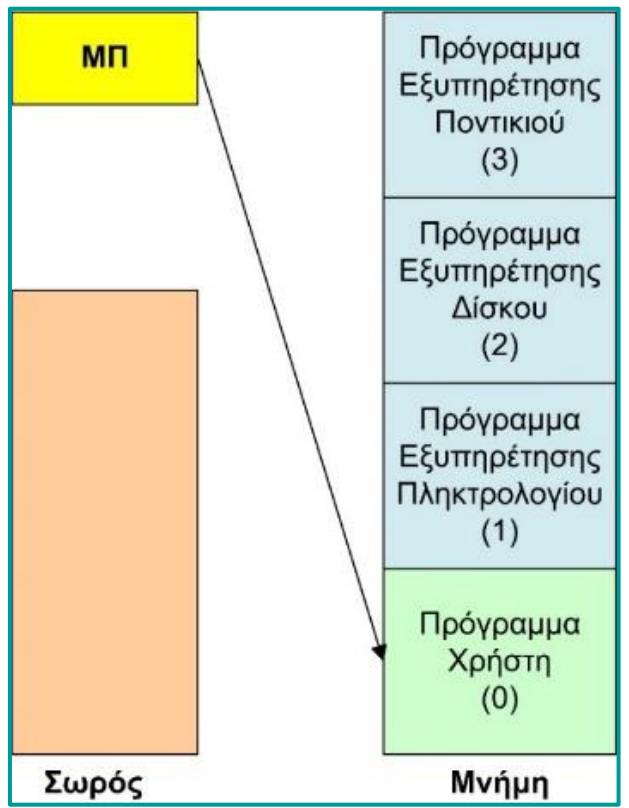 ΜΠ
Πρόγραμμα
Εξυπηρέτησης
Ποντικιού
(3)
Πρόγραμμα
Εξυπηρέτησης
Δίσκου
(2)
Πρόγραμμα
Εξυπηρέτησης
Πληκτρολογίου
(1)
Πρόγραμμα
Χρήστη
(0)
Σωρός
Μνήμη